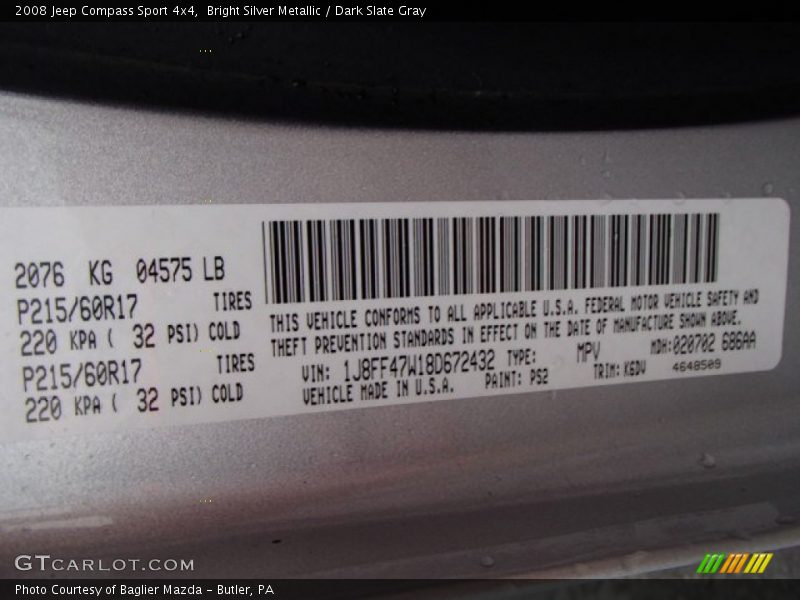 2008 Jeep Compass Sport 4x4,  Bright Silver Metallic / Dark Slate Gray
2076 KG 04575 LB
P215/60R17 TIRES
220 KPA ( 32 PSI) COLD
P215/60R17 TIRES
220 KPA ( 32 PSI) COLD
THIS VEHICLE CONFORMS TO ALL APPLICABLE U.S.A. FEDERAL MOTOR VEHICLE SAFETY AND
THEFT PREVENTION STANDARDS IN EFFECT ON THE DATE OF MANUFACTURE SHOWN ABOVE.
VIN: 1J8FF47W18D672432 TYPE: MPV MDH:020702 686AA
VEHICLE MADE IN U.S.A. PAINT: PS2 TRIM: K6DV 4648509
GTCARLOT.COM
Photo Courtesy of Baglier Mazda - Butler, PA